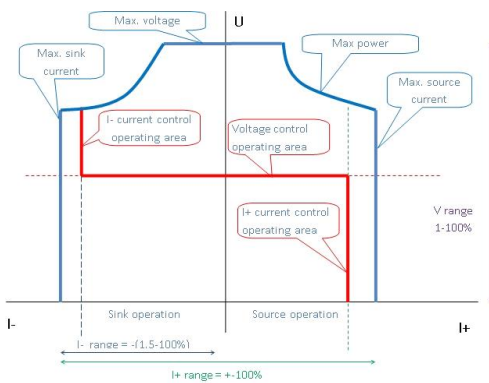 Max. voltage
U
Max. sink
current
Max power
Max. source
current
I- current control
operating area
Voltage control
operating area
I+ current control
operating area
V range
1-100%
Sink operation
Source operation
I-
I+
I- range = -(1.5-100%)
I+ range = +-100%